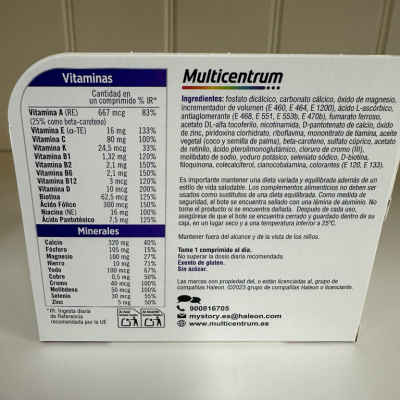 Vitaminas
Cantidad en
un comprimido % IR*
Vitamina A (RE) 667 mcg 83%
(25% como beta-caroteno)
Vitamina E (α-TE) 16 mg 133%
Vitamina C 80 mg 100%
Vitamina K 24,5 mcg 33%
Vitamina B1 1,32 mg 120%
Vitamina B2 2,1 mg 150%
Vitamina B6 2,1 mg 150%
Vitamina B12 3 mcg 120%
Vitamina D 10 mcg 200%
Biotina 62,5 mcg 125%
Ácido Fólico 300 mcg 150%
Niacina (NE) 16 mg 100%
Ácido Pantoténico 7,5 mg 125%
Minerales
Calcio 320 mg 40%
Fósforo 105 mg 15%
Magnesio 100 mg 27%
Hierro 10 mg 71%
Yodo 100 mcg 67%
Cobre 0,5 mg 50%
Cromo 40 mcg 100%
Molibdeno 50 mcg 100%
Selenio 30 mcg 55%
Zinc 5 mg 50%
*IR: Ingesta diaria
de Referencia
recomendada por la UE
Al Azul
Al Amarillo
Multicentrum
Ingredientes: fosfato dicálcico, carbonato cálcico, óxido de magnesio,
incrementador de volumen (E 460, E 464, E 1200), ácido L-ascórbico,
antiaglomerante (E 468, E 551, E 553b, E 470b), fumarato ferroso,
acetato DL-alfa tocoferilo, nicotinamida, D-pantotenato de calcio, óxido
de zinc, piridoxina clorhidrato, riboflavina, mononitrato de tiamina, aceite
vegetal (coco y semilla de palma), beta-caroteno, sulfato cúprico, acetato
de retinilo, ácido pteroilmonoglutámico, cloruro de cromo (III),
molibdato de sodio, yoduro potásico, selenito sódico, D-biotina,
fitoquinona, colecalciferol, cianocobalamina, colorantes (E 120, E 133).
Es importante mantener una dieta variada y equilibrada además de un
estilo de vida saludable. Los complementos alimenticios no deben ser
usados como sustitutos de una dieta equilibrada. Como medida de
seguridad, el bote se encuentra sellado con una lámina de aluminio. No
tome el producto si se encuentra dañada. Después de cada uso,
asegúrese de que el bote se encuentra cerrado y guardado dentro de su
caja, en un lugar seco y a una temperatura inferior a 25°C.
Mantener fuera del alcance y de la vista de los niños.
Tome 1 comprimido al día.
No superar la dosis diaria recomendada.
Exento de gluten.
Sin azúcar.
Las marcas son propiedad del, o están licenciadas al, grupo de
compañías Haleon. ©2023 grupo de compañías Haleon o licenciante.
900816705
mystory.es@haleon.com
www.multicentrum.es